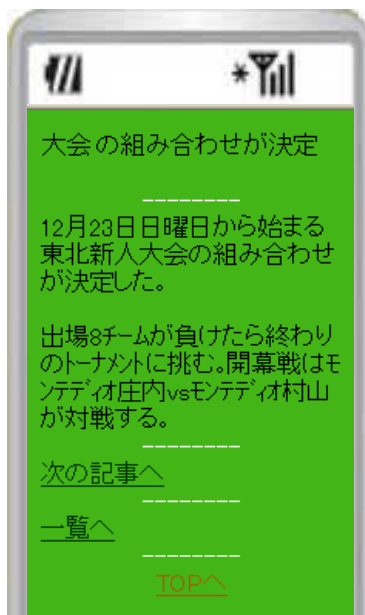 大会の組み合わせが決定
12月23日日曜日から始まる
東北新人大会の組み合わせ
が決定した。
出場8ﾁｰﾑが負けたら終わり
のﾄｰﾅﾒﾝﾄに挑む。開幕戦はﾓ
ﾝﾃﾃﾞｨｵ庄内vsﾓﾝﾃﾃﾞｨｵ村山
が対戦する。
次の記事へ
一覧へ
TOPへ